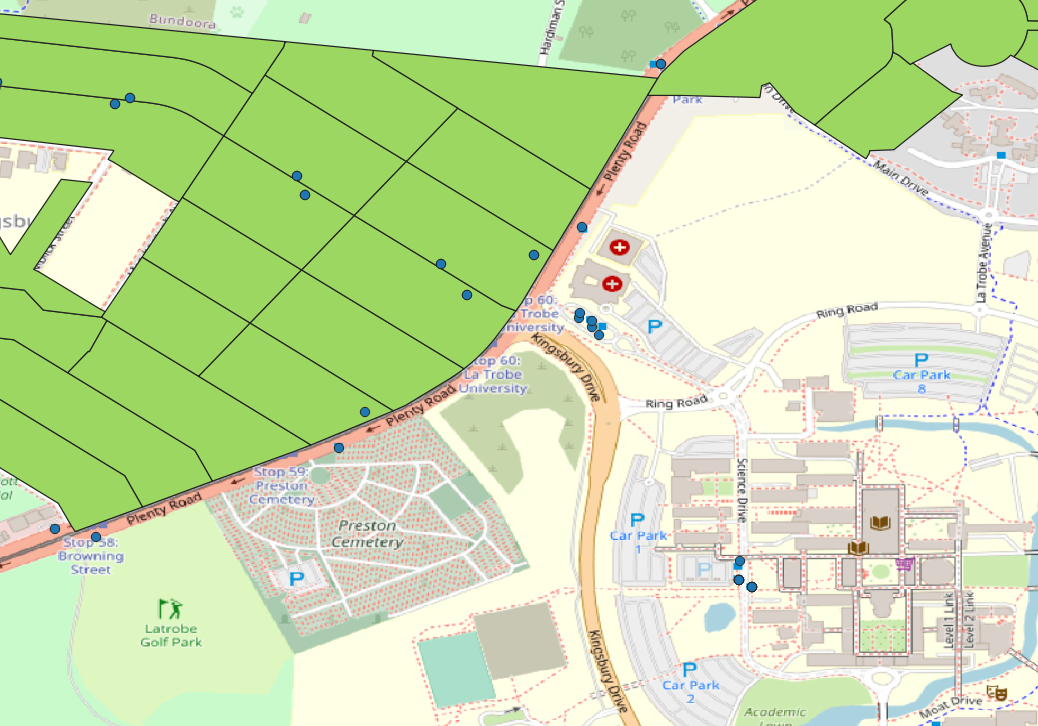 Bundoora
Hardiman S
P
Park
n Drive
Plenty Road
Main Drive
La Trobe Avenue
Ring Road
P
Car Park
8
p 60:
Trobe
University
Stop 60:
La Trobe
University
Kingsbury Drive
P
Ring Road
Plenty Road
Stop 59:
Preston
Cemetery
Preston
Cemetery
P
Plenty Road
Stop 58:
Browning
Street
Latrobe
Golf Park
Science Drive
P
Car Park
1
P
Level 1 Link
Level 2 Link
Kingsbury Drive
P
Car Park
2
Academic
Moat Drive